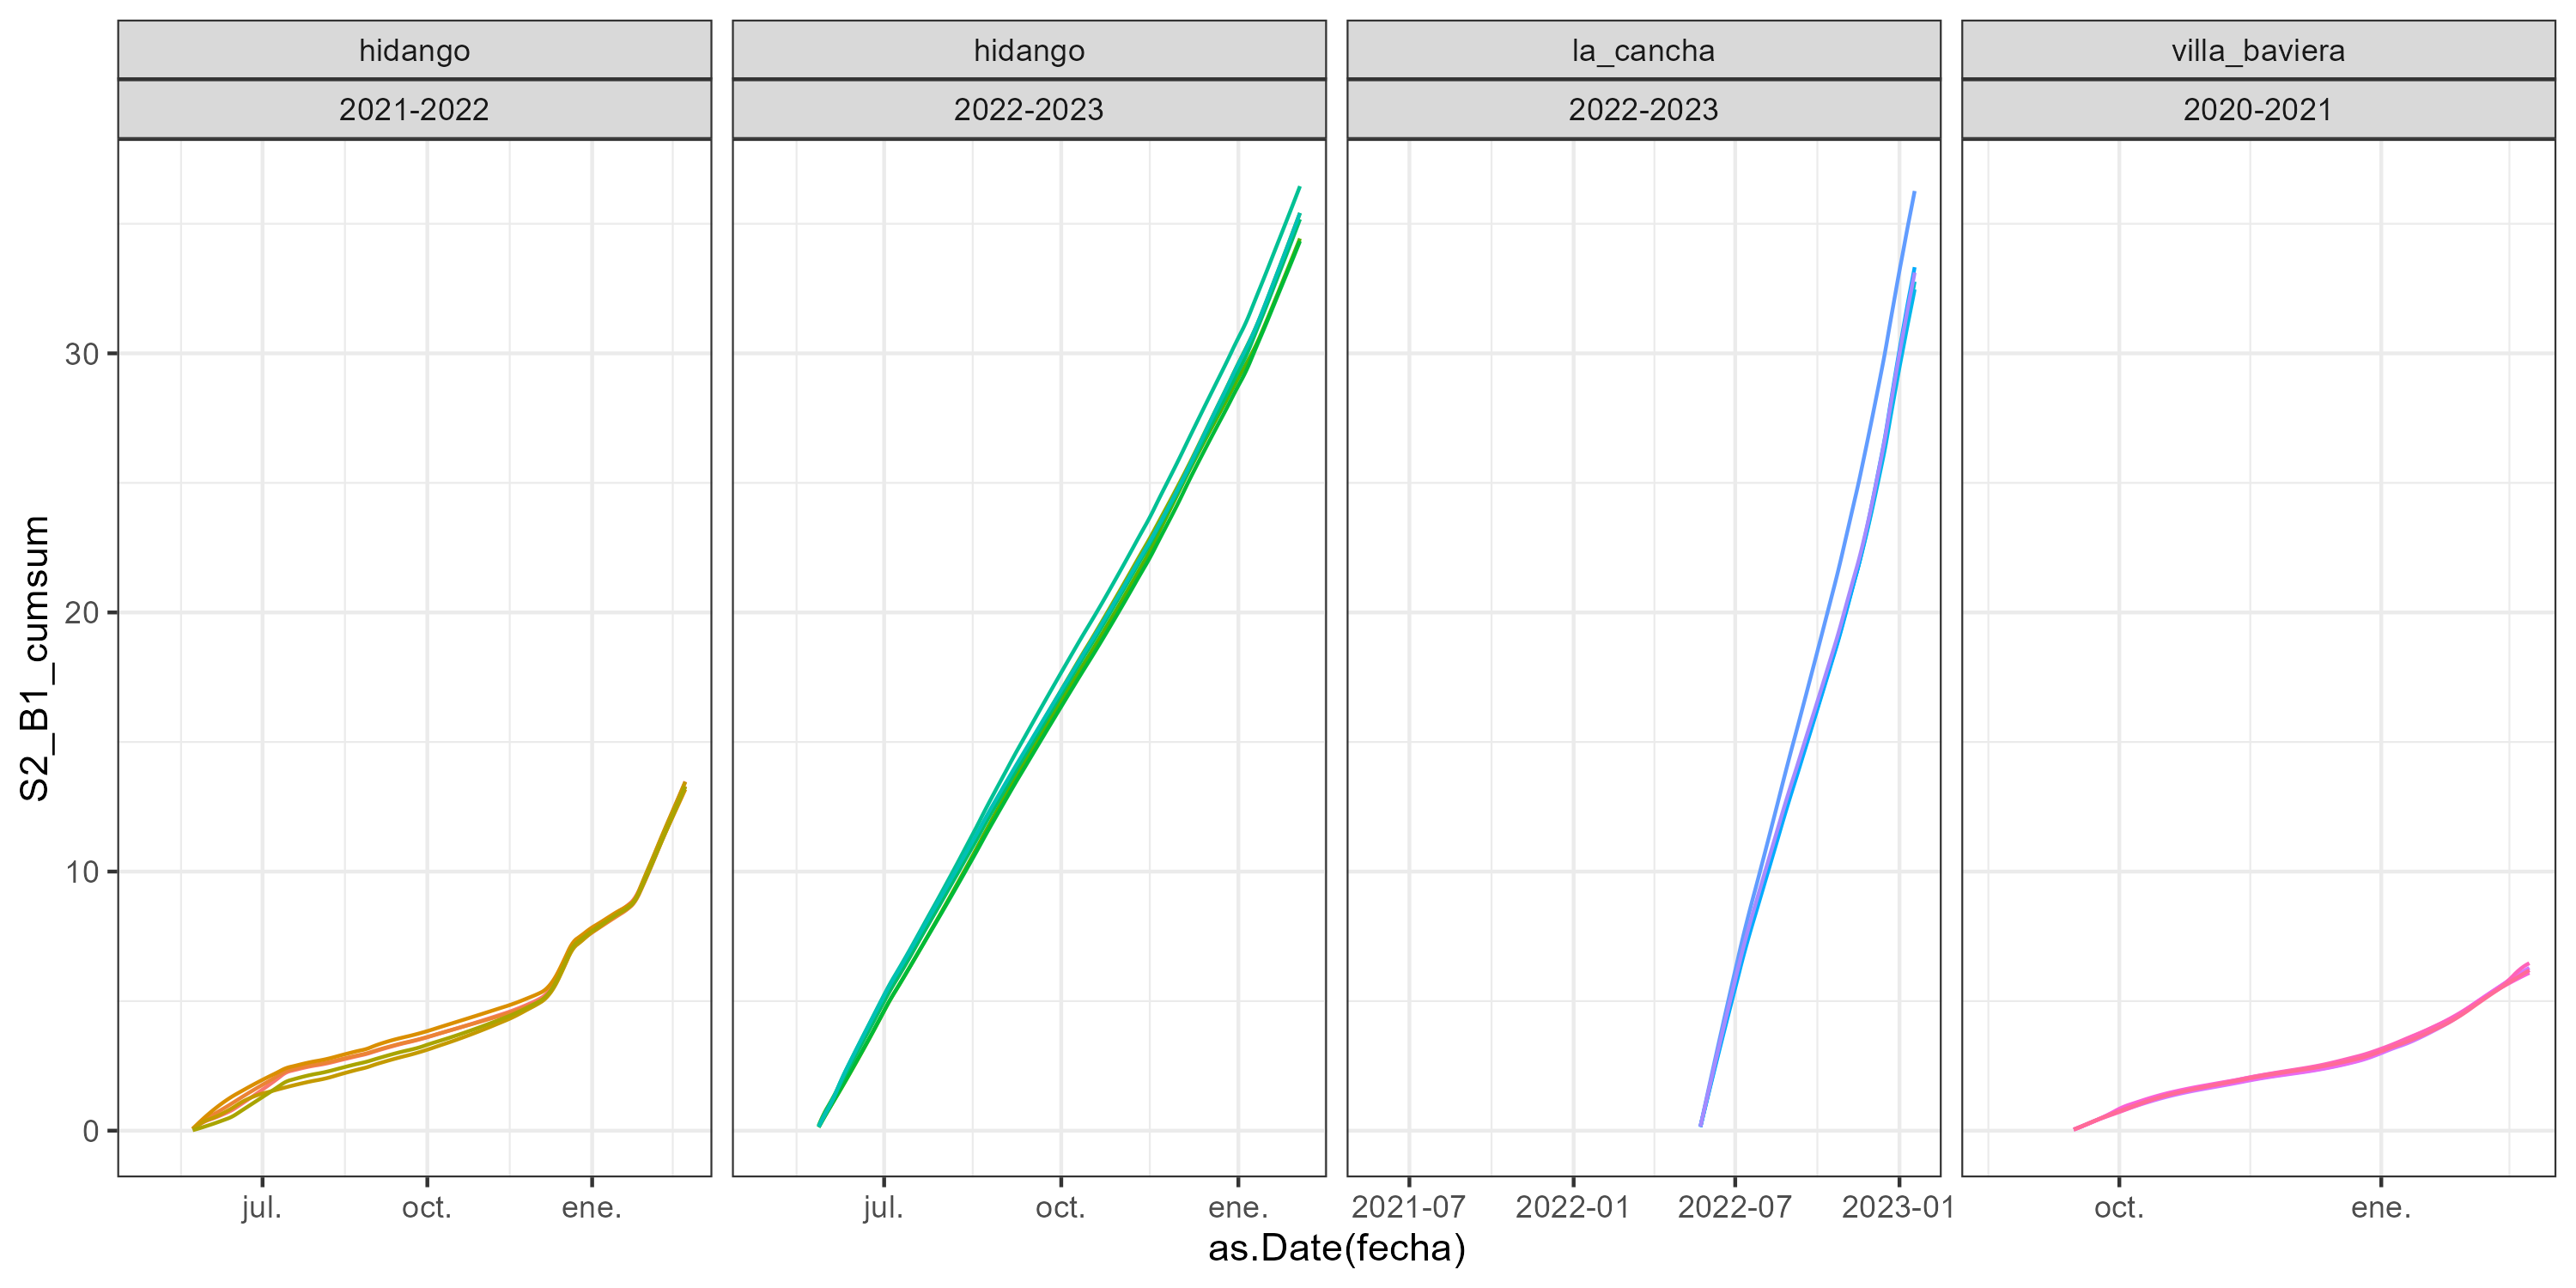 hidango hidango la_cancha villa_baviera
2021-2022 2022-2023 2022-2023 2020-2021
S2_B1_cumsum
30
20
10
0
jul. oct. ene. jul. oct. ene. 2021-07 2022-01 2022-07 2023-01 oct. ene.
as.Date(fecha)